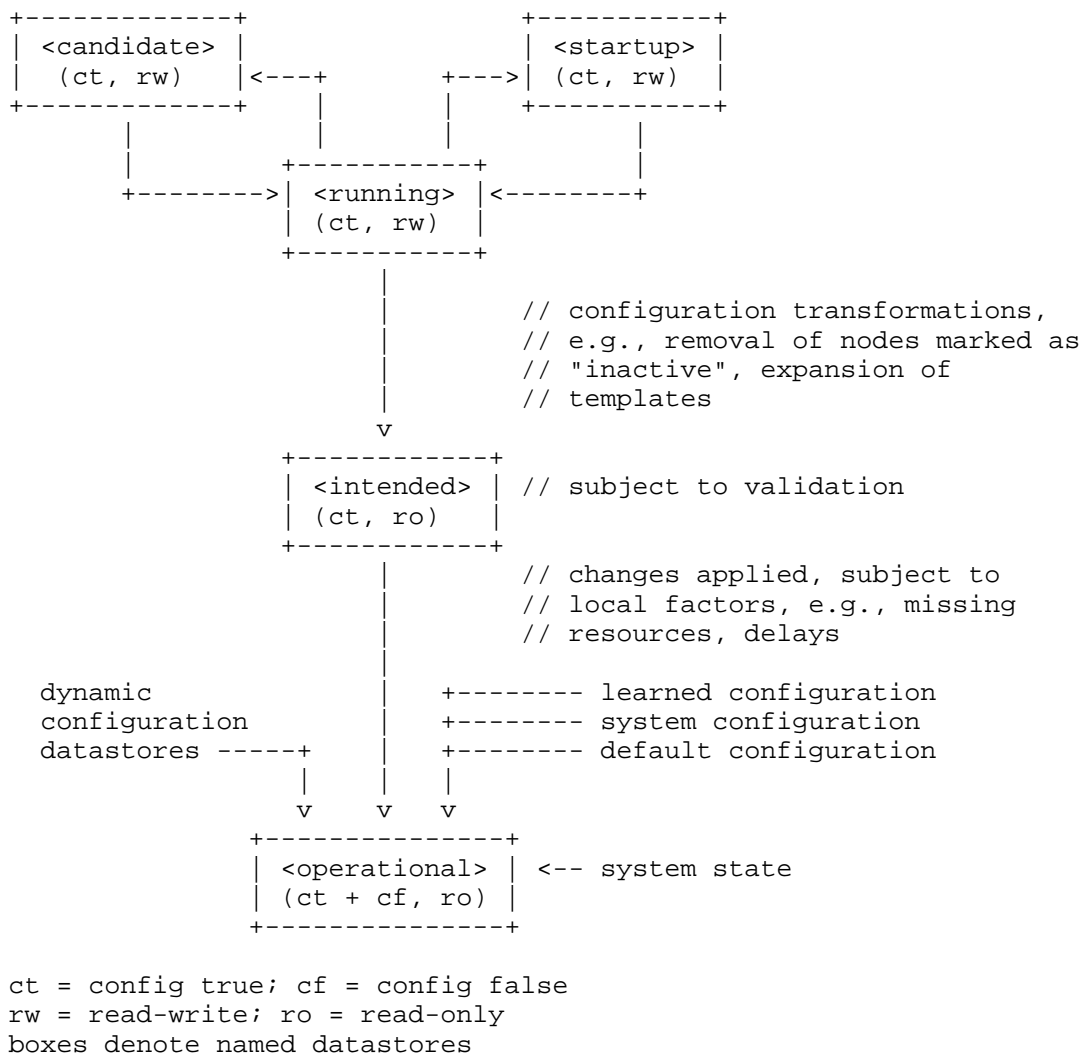 +-------------+                 +-----------+
| <candidate> |                 | <startup> |
|  (ct, rw)   |<---+       +--->| (ct, rw)  |
+-------------+    |       |    +-----------+
       |           |       |           |
       |         +-----------+         |
       +-------->| <running> |<--------+
                 | (ct, rw)  |
                 +-----------+
                       |
                       |        // configuration transformations,
                       |        // e.g., removal of nodes marked as
                       |        // "inactive", expansion of
                       |        // templates
                       v
                 +------------+
                 | <intended> | // subject to validation
                 | (ct, ro)   |
                 +------------+
                       |        // changes applied, subject to
                       |        // local factors, e.g., missing
                       |        // resources, delays
                       |
  dynamic              |   +-------- learned configuration
  configuration        |   +-------- system configuration
  datastores -----+    |   +-------- default configuration
                  |    |   |
                  v    v   v
               +---------------+
               | <operational> | <-- system state
               | (ct + cf, ro) |
               +---------------+

ct = config true; cf = config false
rw = read-write; ro = read-only
boxes denote named datastores